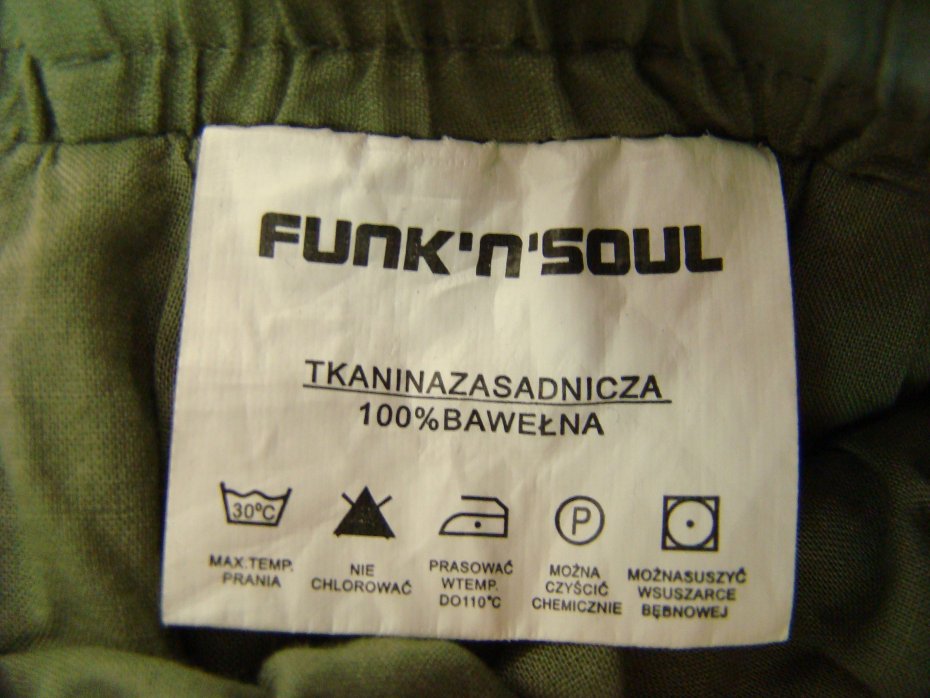 FUNK'N'SOUL
TKANINAZASADNICZA
100%BAWEŁNA
30°C
MAX.TEMP.
PRANIA
NIE
CHLOROWAĆ
PRASOWAĆ
WTEMP.
DO110°C
P
MOŻNA
CZYŚCIĆ
CHEMICZNIE
MOŻNASUSZYĆ
WSUSZARCE
BĘBNOWEJ